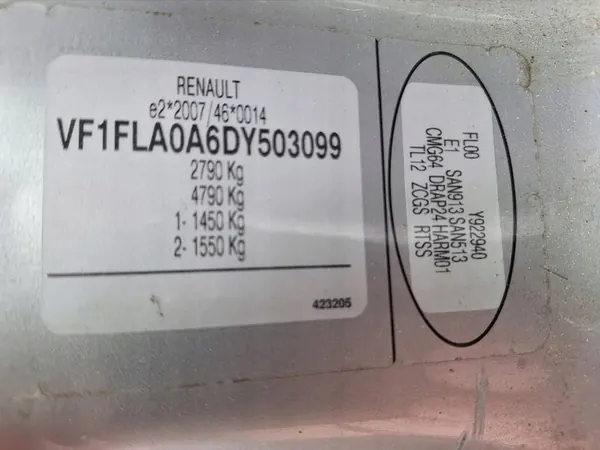 RENAULT
e2*2007/46*0014
VF1FLA0A6DY503099
2790 Kg
4790 Kg
1- 1450 Kg
2- 1550 Kg
423205
FL00 Y922940
E1 SAN913 SAN513
CMG64 DRAP24 HARM01
TL12 ZCGS RTSS